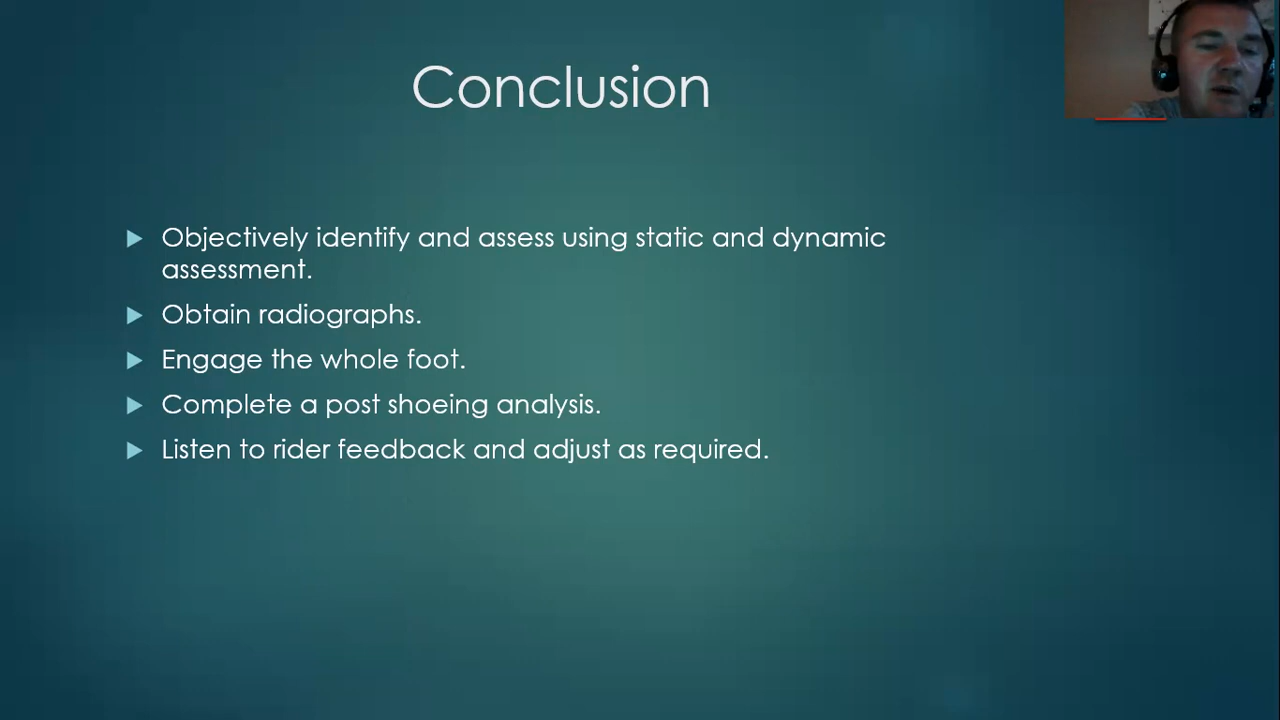 Conclusion
Objectively identify and assess using static and dynamic
assessment.
Obtain radiographs.
Engage the whole foot.
Complete a post shoeing analysis.
Listen to rider feedback and adjust as required.